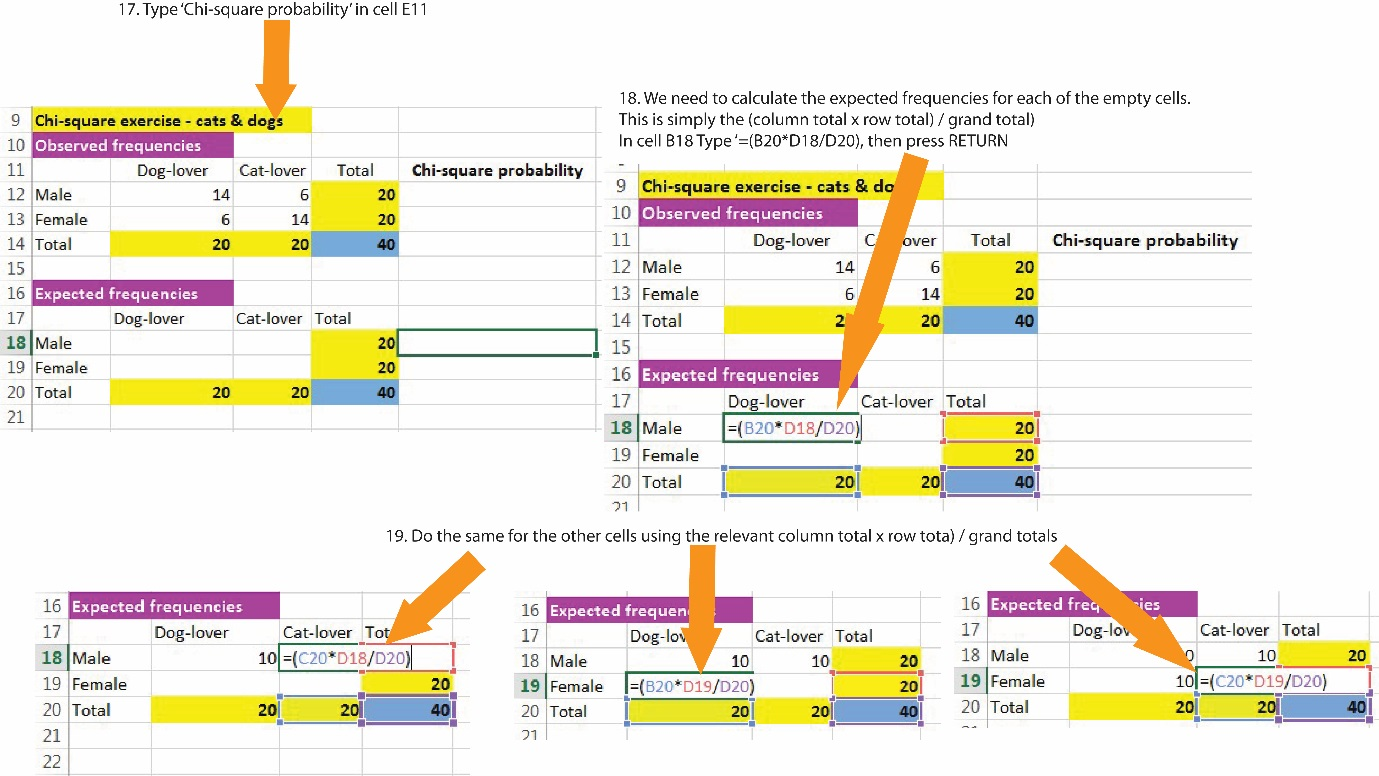 17. Type ‘Chi-square probability’ in cell E11
9 Chi-square exercise - cats & dogs
10 Observed frequencies
11 Dog-lover Cat-lover Total Chi-square probability
12 Male 14 6 20
13 Female 6 14 20
14 Total 20 20 40
15
16 Expected frequencies
17 Dog-lover Cat-lover Total
18 Male 20
19 Female 20
20 Total 20 20 40
21
18. We need to calculate the expected frequencies for each of the empty cells.
This is simply the (column total x row total) / grand total)
In cell B18 Type ‘=(B20*D18/D20), then press RETURN
9 Chi-square exercise - cats & do
10 Observed frequencies
11 Dog-lover C over Total Chi-square probability
12 Male 14 6 20
13 Female 6 14 20
14 Total 2 20 40
15
16 Expected frequencies
17 Dog-lover Cat-lover Total
18 Male =(B20*D18/D20) 20
19 Female 20
20 Total 20 20 40
21
19. Do the same for the other cells using the relevant column total x row tota) / grand totals
16 Expected frequencies
17 Dog-lover Cat-lover Tot
18 Male 10 =(C20*D18/D20)
19 Female 20
20 Total 20 20 40
21
22
16 Expected frequen s
17 Dog-lov Cat-lover Total
18 Male 10 10 20
19 Female =(B20*D19/D20) 20
20 Total 20 20 40
21
16 Expected freq ies
17 Dog-lov Cat-lover Total
18 Male 0 10 20
19 Female 10 =(C20*D19/D20)
20 Total 20 20 40